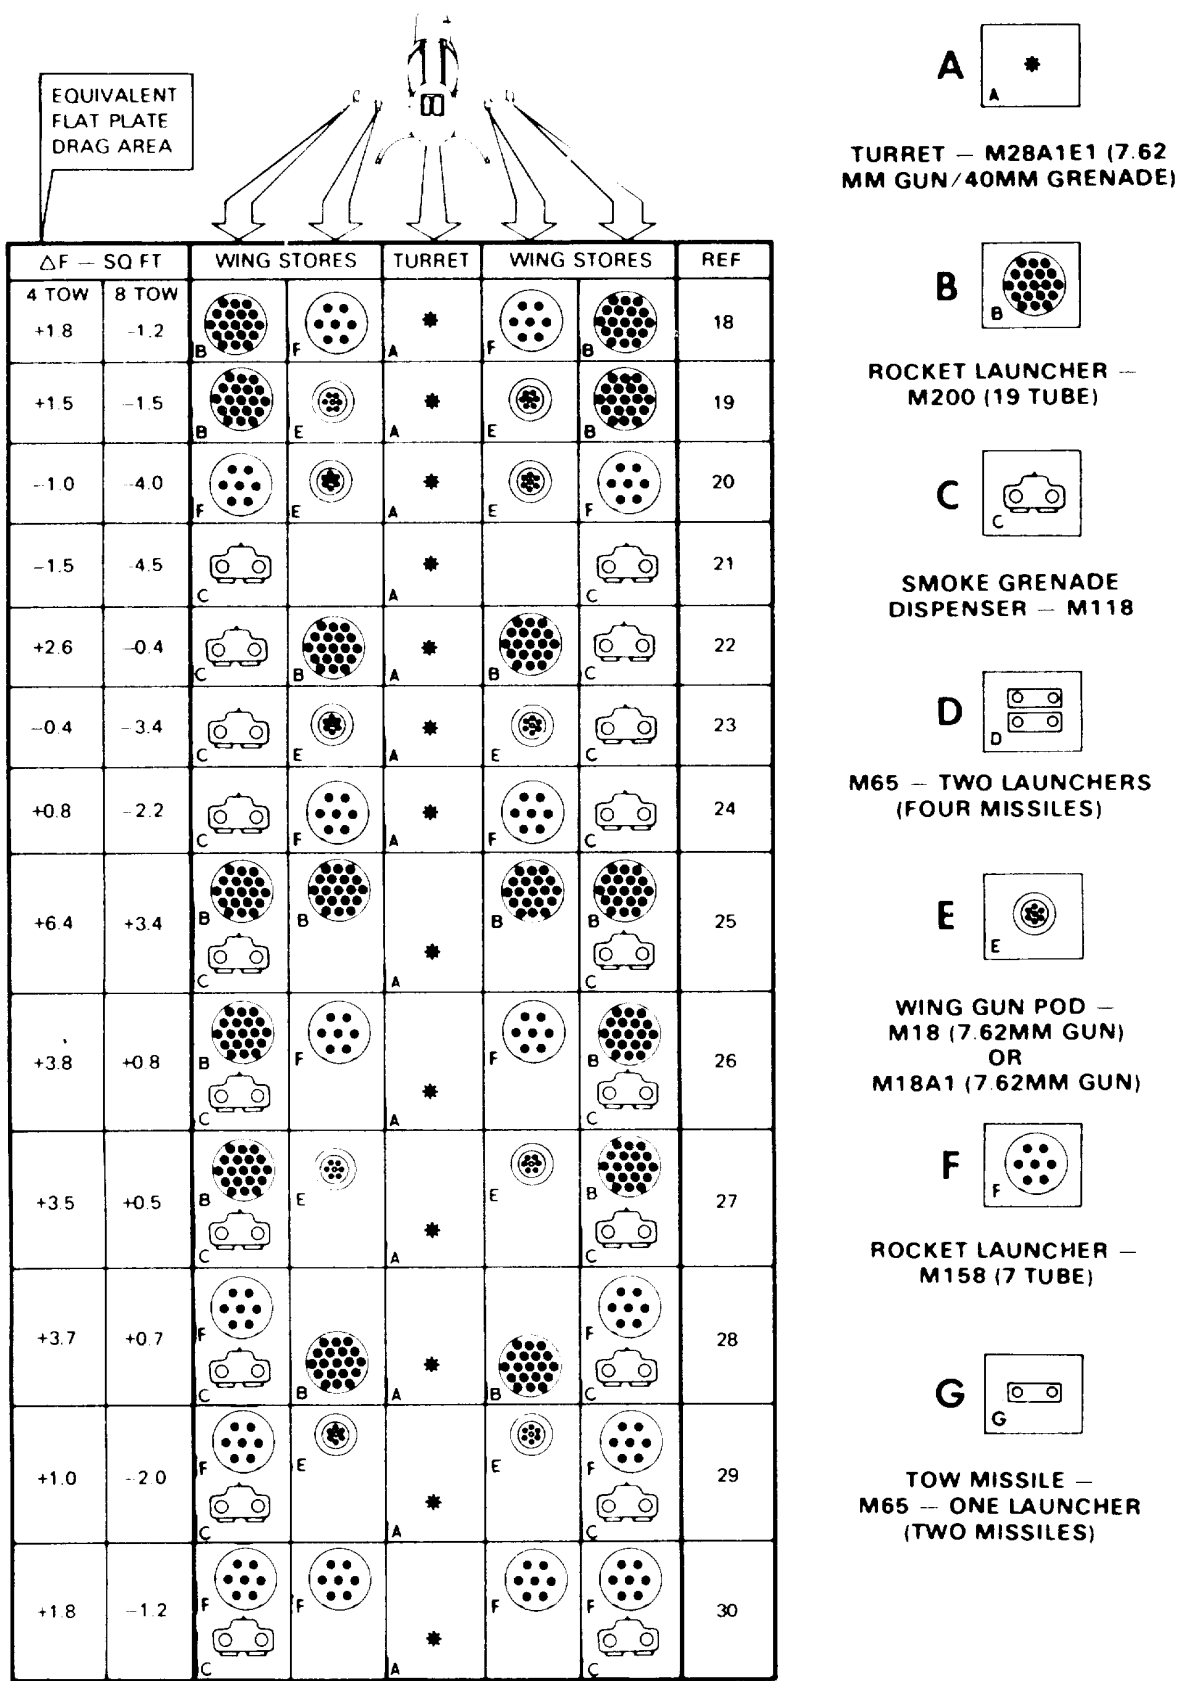 EQUIVALENT
FLAT PLATE
DRAG AREA
△F — SQ FT WING STORES TURRET WING STORES REF
4 TOW 8 TOW
+1.8 -1.2 B F A F B 18
+1.5 -1.5 B E A E B 19
-1.0 -4.0 F E A E F 20
-1.5 -4.5 C A C 21
+2.6 -0.4 C B A B C 22
-0.4 -3.4 C E A E C 23
+0.8 -2.2 C F A F C 24
+6.4 +3.4 B B B B 25
C A C
+3.8 +0.8 B F F B 26
C A C
+3.5 +0.5 B E E B 27
C A C
+3.7 +0.7 F F 28
C B A B C
+1.0 -2.0 F E E F 29
C A C
+1.8 -1.2 F F F F 30
C A C
A
A
TURRET — M28A1E1 (7.62
MM GUN/40MM GRENADE)
B
B
ROCKET LAUNCHER —
M200 (19 TUBE)
C
C
SMOKE GRENADE
DISPENSER — M118
D
D
M65 — TWO LAUNCHERS
(FOUR MISSILES)
E
E
WING GUN POD —
M18 (7.62MM GUN)
OR
M18A1 (7.62MM GUN)
F
F
ROCKET LAUNCHER —
M158 (7 TUBE)
G
G
TOW MISSILE —
M65 — ONE LAUNCHER
(TWO MISSILES)